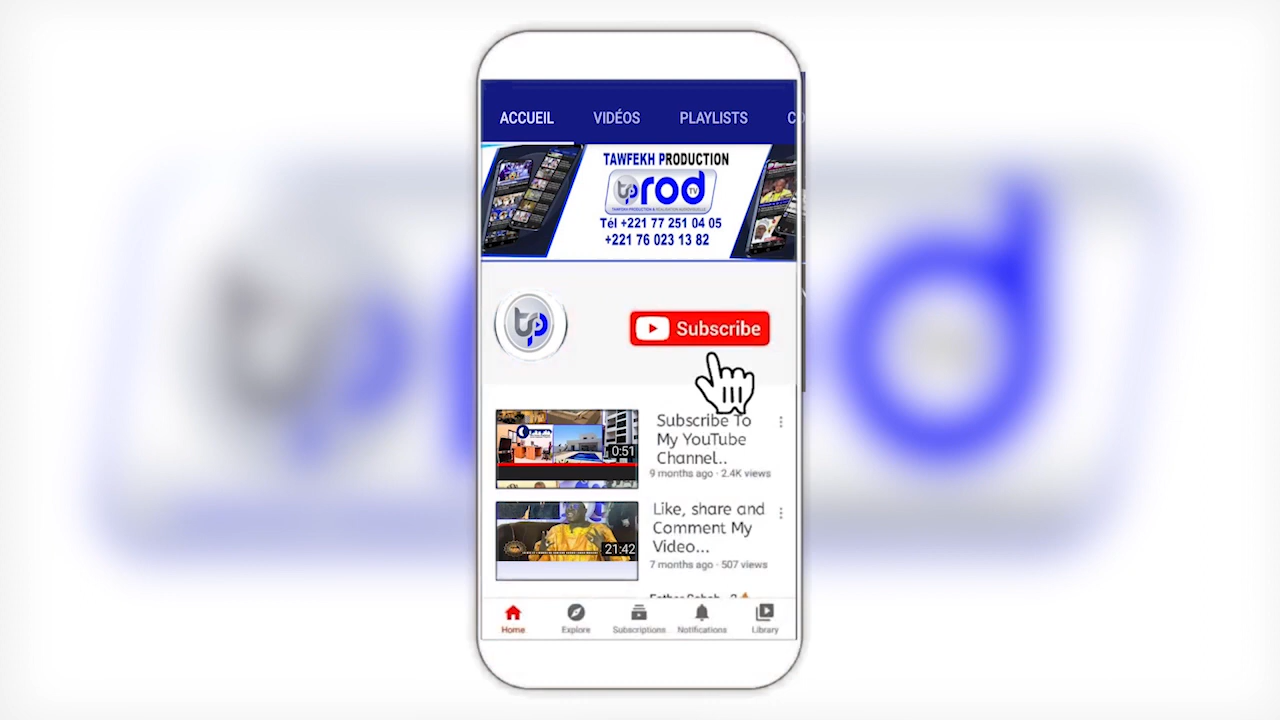 ACCUEIL VIDÉOS PLAYLISTS
TAWFEKH PRODUCTION
tprod TV
Tél +221 77 251 04 05
+221 76 023 13 82
tp
Subscribe
0:51
Subscribe To
My YouTube
Channel..
9 months ago · 2.4K views
21:42
Like, share and
Comment My
Video...
7 months ago · 507 views
Home Explore Subscriptions Notifications Library